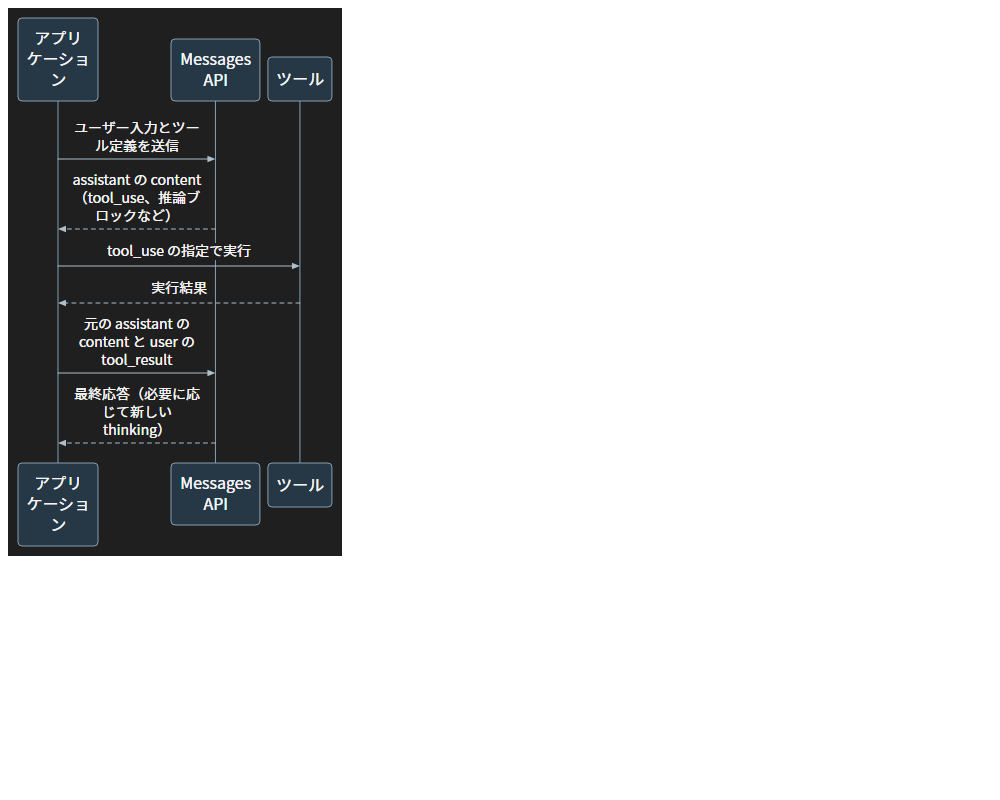 アプリ
ケーショ
ン
Messages
API
ツール
ユーザー入力とツー
ル定義を送信
assistant の content
（tool_use、推論ブ
ロックなど）
tool_use の指定で実行
実行結果
元の assistant の
content と user の
tool_result
最終応答（必要に応
じて新しい
thinking）
アプリ
ケーショ
ン
Messages
API
ツール